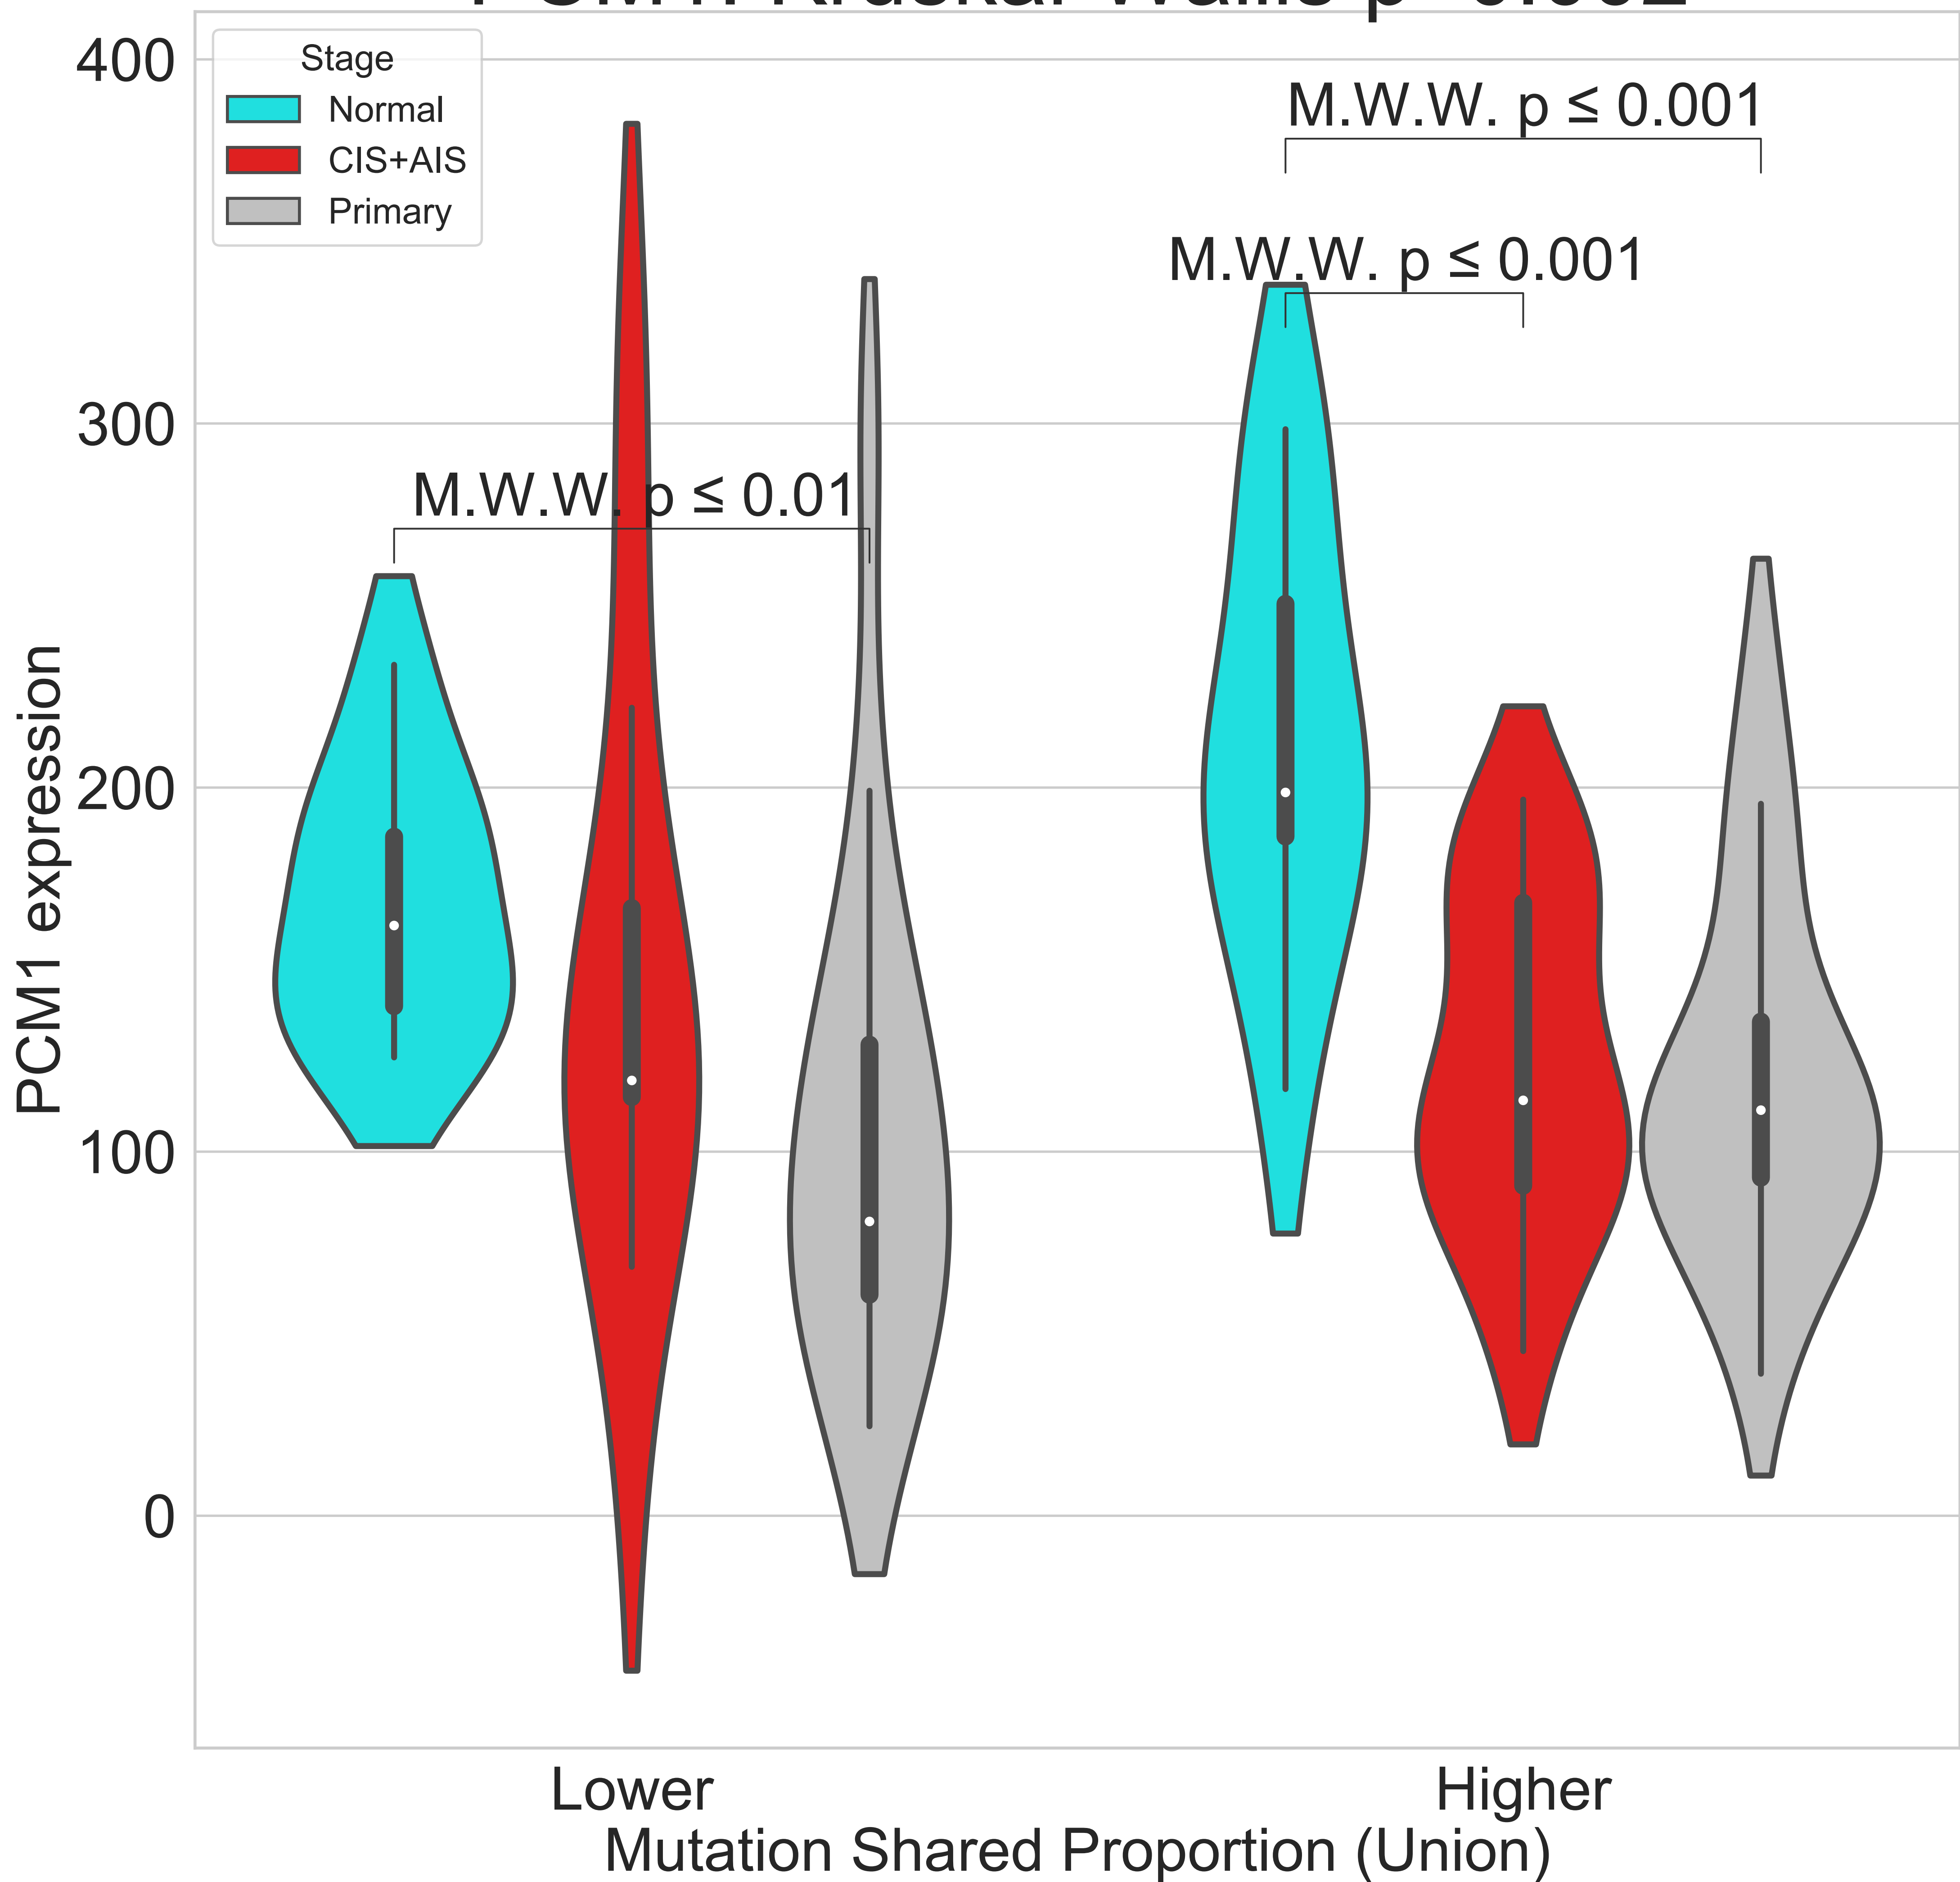 400
300
200
100
0
PCM1 expression
Stage
Normal
CIS+AIS
Primary
M.W.W. p ≤ 0.001
M.W.W. p ≤ 0.001
M.W.W. p ≤ 0.01
Lower
Higher
Mutation Shared Proportion (Union)